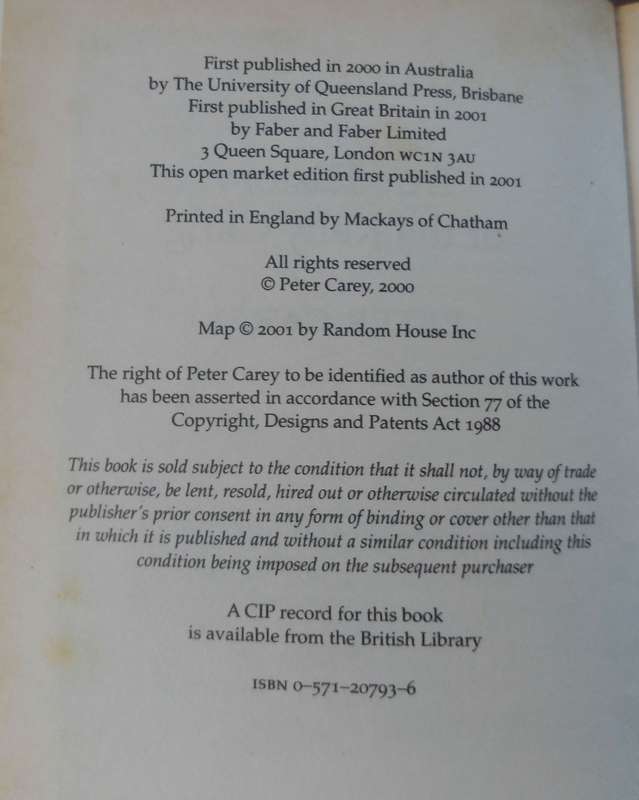 First published in 2000 in Australia
by The University of Queensland Press, Brisbane
First published in Great Britain in 2001
by Faber and Faber Limited
3 Queen Square, London WC1N 3AU
This open market edition first published in 2001
Printed in England by Mackays of Chatham
All rights reserved
© Peter Carey, 2000
Map © 2001 by Random House Inc
The right of Peter Carey to be identified as author of this work
has been asserted in accordance with Section 77 of the
Copyright, Designs and Patents Act 1988
This book is sold subject to the condition that it shall not, by way of trade
or otherwise, be lent, resold, hired out or otherwise circulated without the
publisher's prior consent in any form of binding or cover other than that
in which it is published and without a similar condition including this
condition being imposed on the subsequent purchaser
A CIP record for this book
is available from the British Library
ISBN 0–571–20793–6